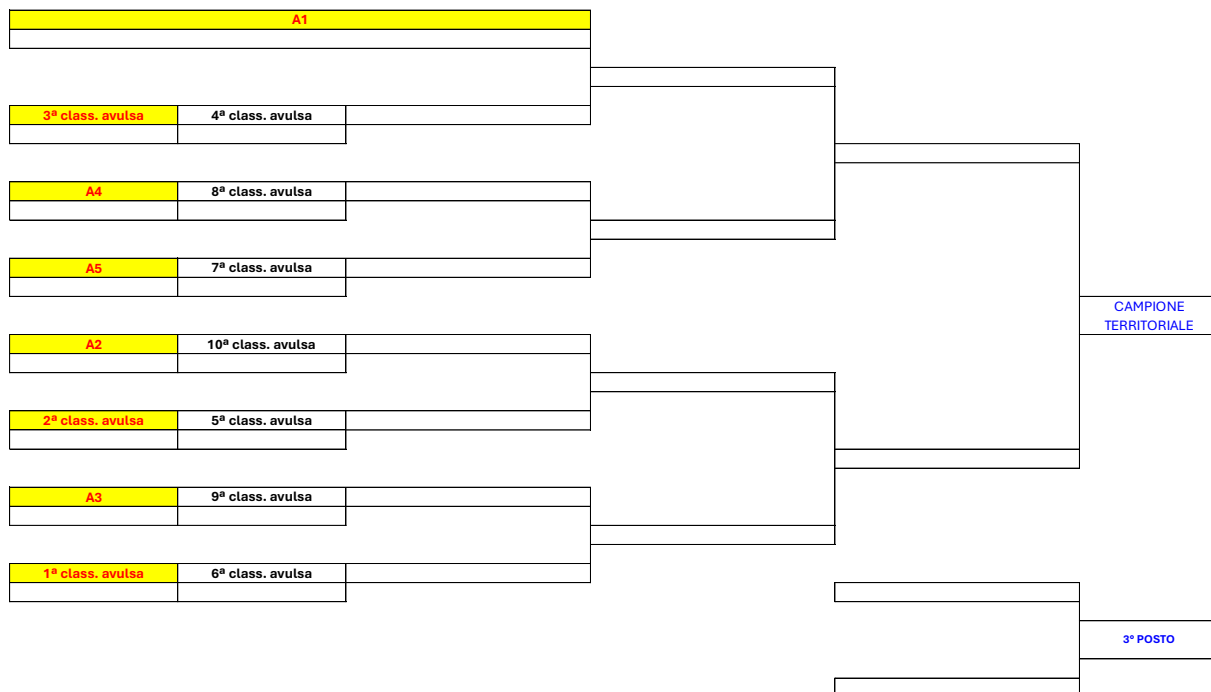 A1
3ª class. avulsa 4ª class. avulsa
A4 8ª class. avulsa
A5 7ª class. avulsa
CAMPIONE
TERRITORIALE
A2 10ª class. avulsa
2ª class. avulsa 5ª class. avulsa
A3 9ª class. avulsa
1ª class. avulsa 6ª class. avulsa
3° POSTO